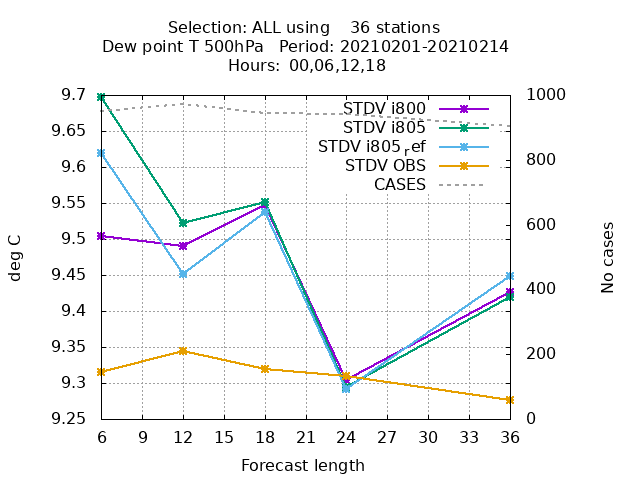 Selection: ALL using    36 stations
Dew point T 500hPa   Period: 20210201-20210214
Hours:  00,06,12,18
9.7
9.65
9.6
9.55
9.5
9.45
9.4
9.35
9.3
9.25
deg C
STDV i800
STDV i805
STDV i805ref
STDV OBS
CASES
1000
800
600
400
200
0
No cases
6 9 12 15 18 21 24 27 30 33 36
Forecast length